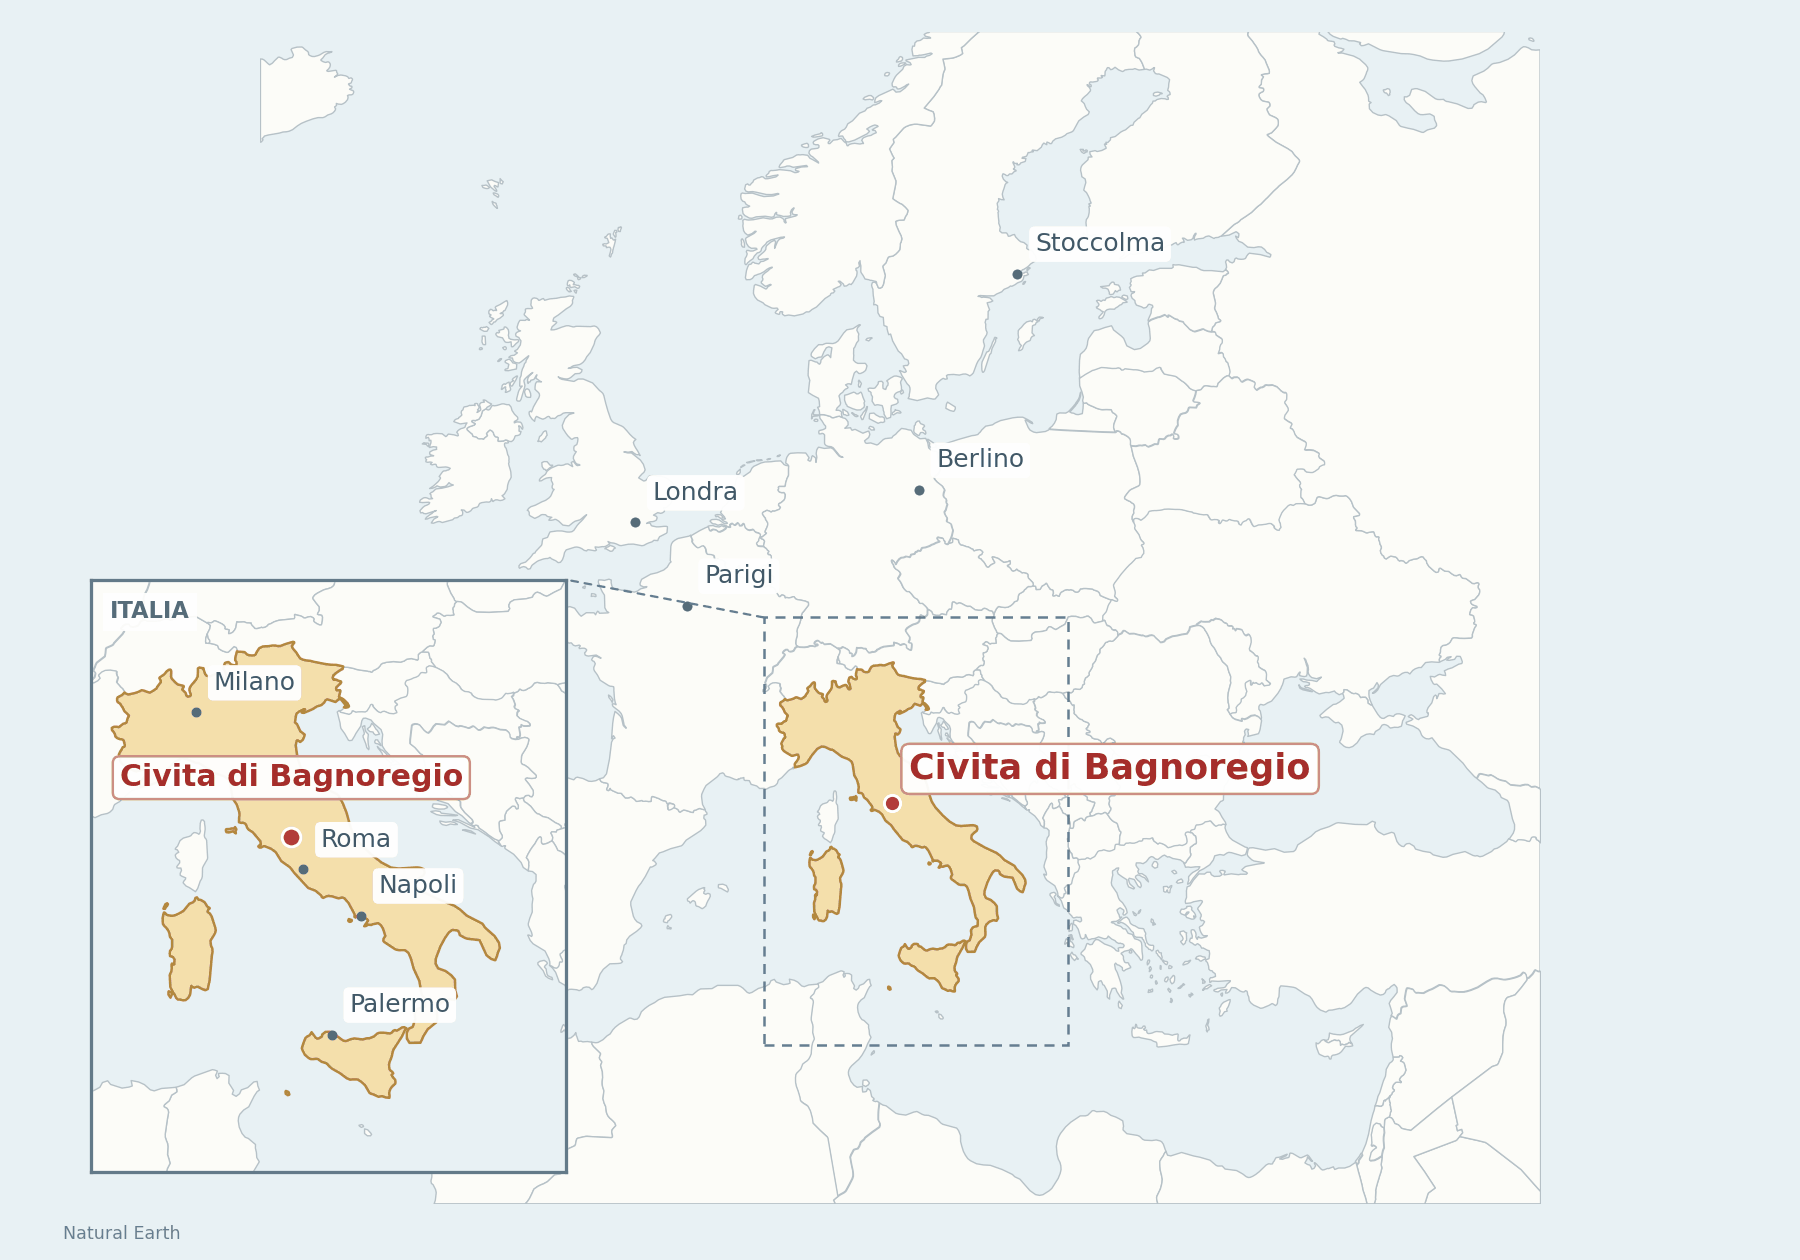 Stoccolma
Berlino
Londra
Parigi
ITALIA
Milano
Civita di Bagnoregio
Civita di Bagnoregio
Roma
Napoli
Palermo
Natural Earth